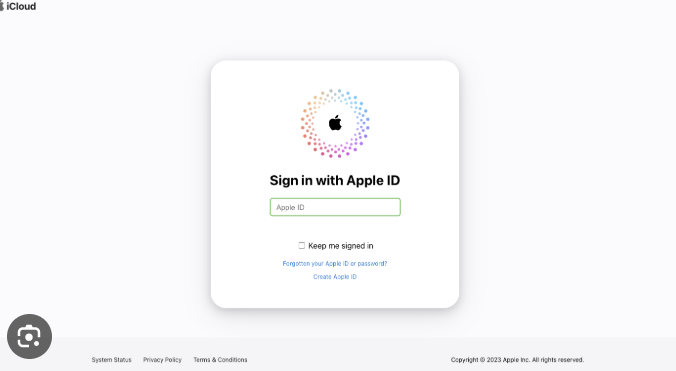 iCloud
Sign in with Apple ID
Apple ID
Keep me signed in
Forgotten your Apple ID or password?
Create Apple ID
System Status Privacy Policy Terms & Conditions Copyright © 2023 Apple Inc. All rights reserved.